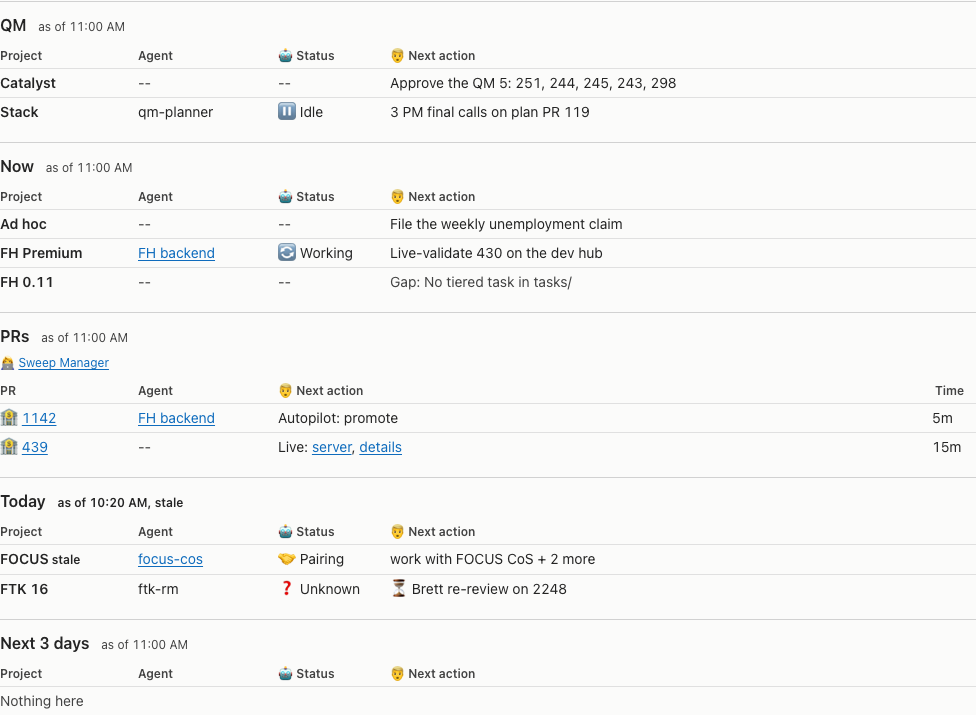 QM as of 11:00 AM
Project Agent Status Next action
Catalyst -- -- Approve the QM 5: 251, 244, 245, 243, 298
Stack qm-planner Idle 3 PM final calls on plan PR 119
Now as of 11:00 AM
Project Agent Status Next action
Ad hoc -- -- File the weekly unemployment claim
FH Premium FH backend Working Live-validate 430 on the dev hub
FH 0.11 -- -- Gap: No tiered task in tasks/
PRs as of 11:00 AM
Sweep Manager
PR Agent Next action Time
1142 FH backend Autopilot: promote 5m
439 -- Live: server, details 15m
Today as of 10:20 AM, stale
Project Agent Status Next action
FOCUS stale focus-cos Pairing work with FOCUS CoS + 2 more
FTK 16 ftk-rm Unknown Brett re-review on 2248
Next 3 days as of 11:00 AM
Project Agent Status Next action
Nothing here